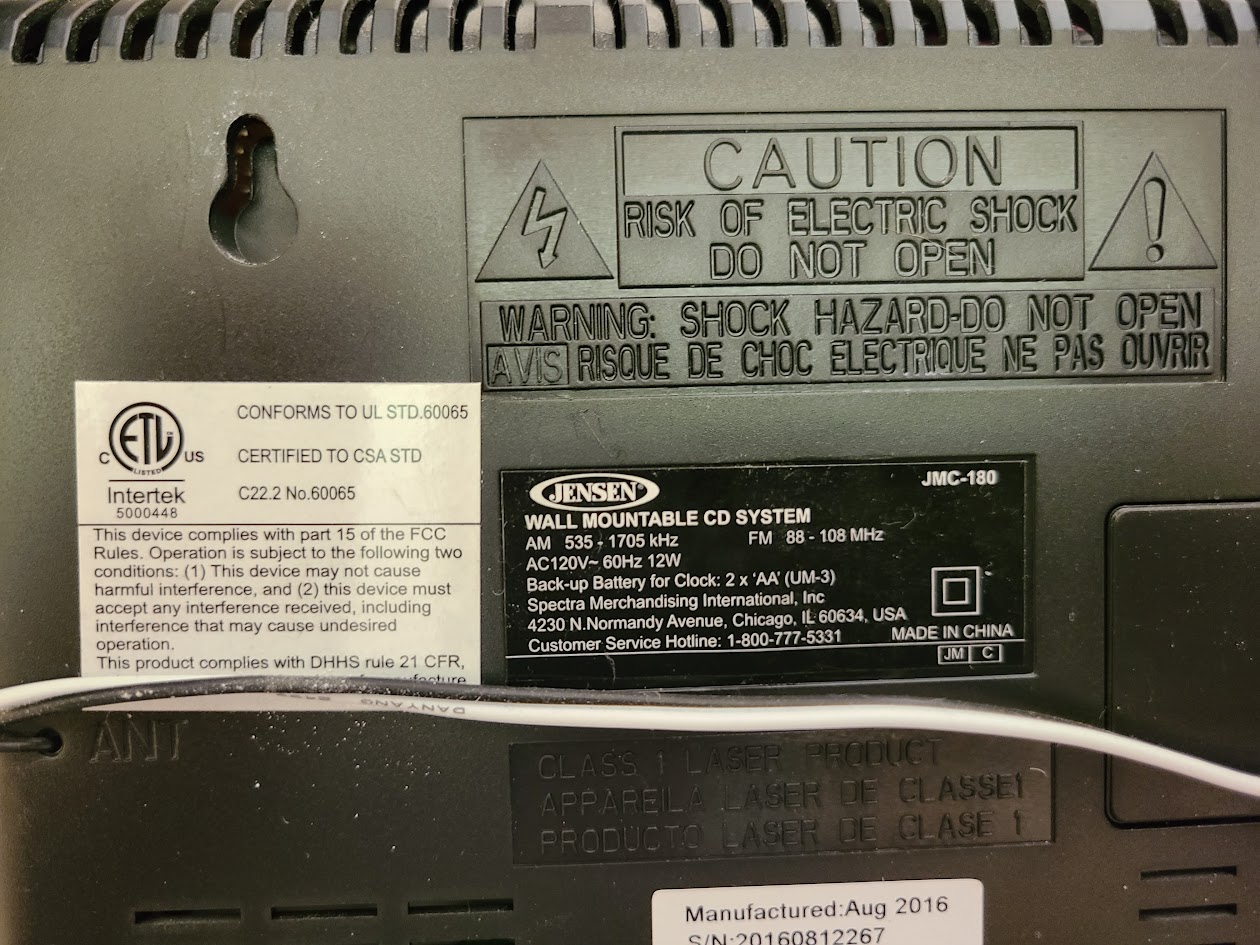 CAUTION
RISK OF ELECTRIC SHOCK
DO NOT OPEN
WARNING: SHOCK HAZARD-DO NOT OPEN
AVIS RISQUE DE CHOC ELECTRIQUE NE PAS OUVRIR
C ETL US
LISTED
Intertek
5000448
CONFORMS TO UL STD.60065
CERTIFIED TO CSA STD
C22.2 No.60065
This device complies with part 15 of the FCC
Rules. Operation is subject to the following two
conditions: (1) This device may not cause
harmful interference, and (2) this device must
accept any interference received, including
interference that may cause undesired
operation.
This product complies with DHHS rule 21 CFR,
JENSEN®
JMC-180
WALL MOUNTABLE CD SYSTEM
AM 535 - 1705 kHz FM 88 - 108 MHz
AC120V~ 60Hz 12W
Back-up Battery for Clock: 2 x 'AA' (UM-3)
Spectra Merchandising International, Inc
4230 N.Normandy Avenue, Chicago, IL 60634, USA
Customer Service Hotline: 1-800-777-5331
MADE IN CHINA
JM C
DANYANG
ANT
CLASS 1 LASER PRODUCT
APPAREILA LASER DE CLASSE1
PRODUCTO LASER DE CLASE 1
Manufactured:Aug 2016
S/N:20160812267